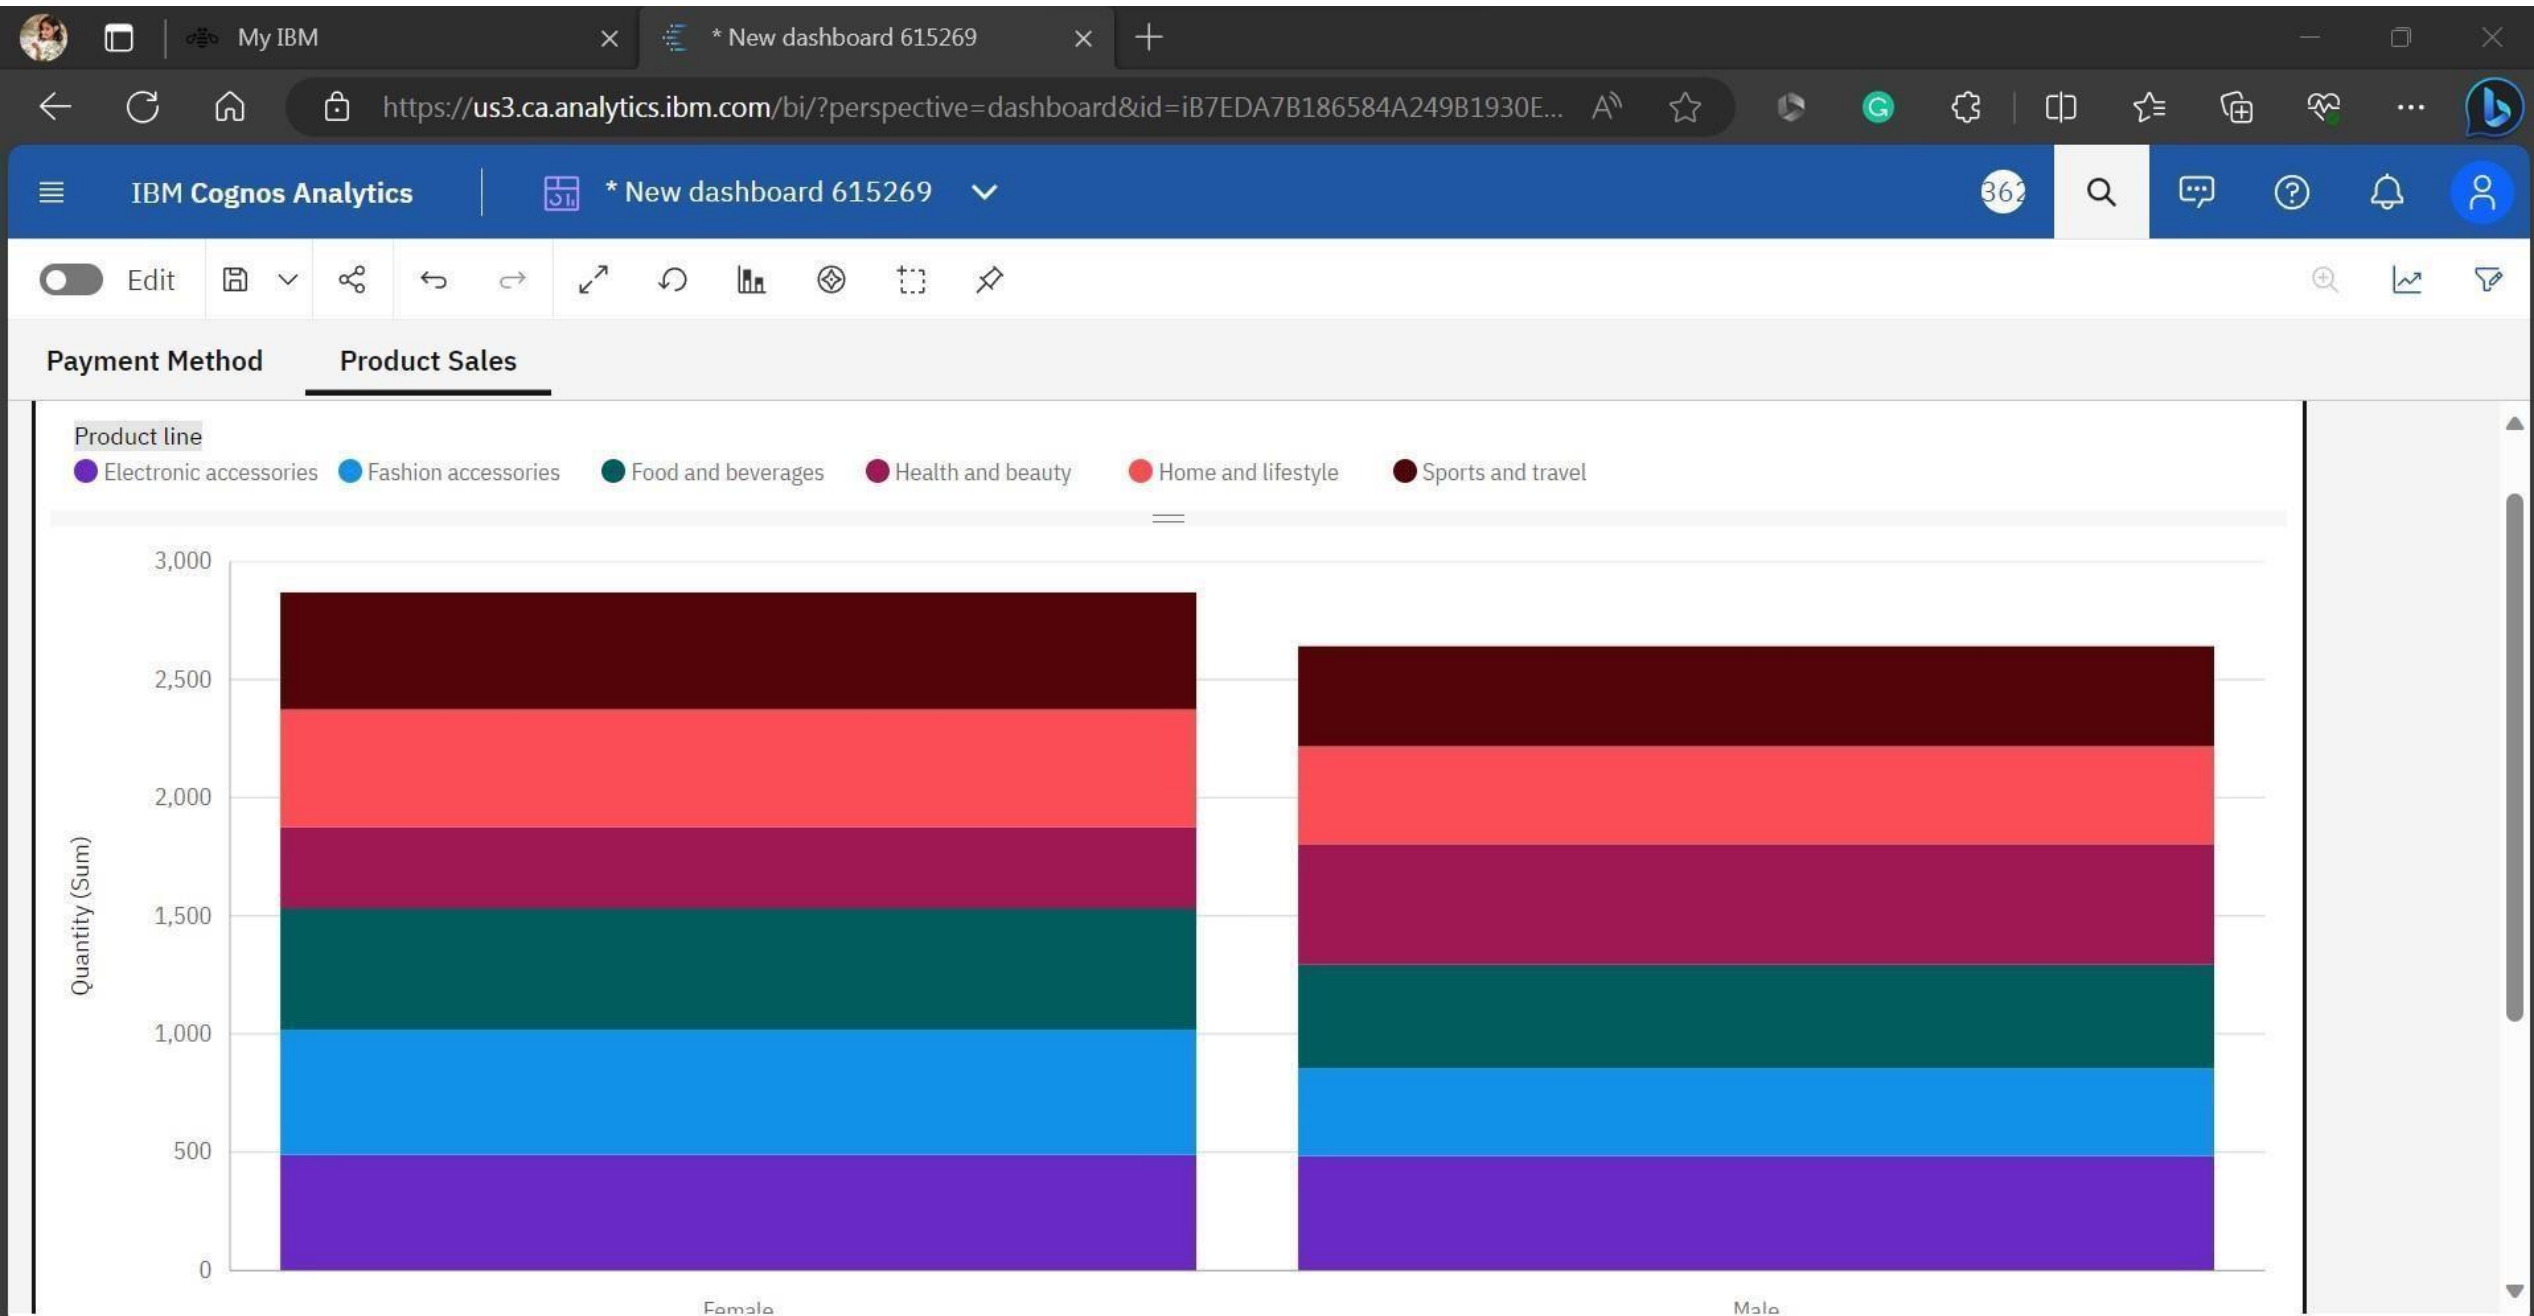 My IBM
* New dashboard 615269
https://us3.ca.analytics.ibm.com/bi/?perspective=dashboard&id=iB7EDA7B186584A249B1930E...
IBM Cognos Analytics
* New dashboard 615269
362
Edit
Payment Method
Product Sales
Product line
Electronic accessories
Fashion accessories
Food and beverages
Health and beauty
Home and lifestyle
Sports and travel
3,000
2,500
2,000
1,500
1,000
500
0
Quantity (Sum)
Female
Male